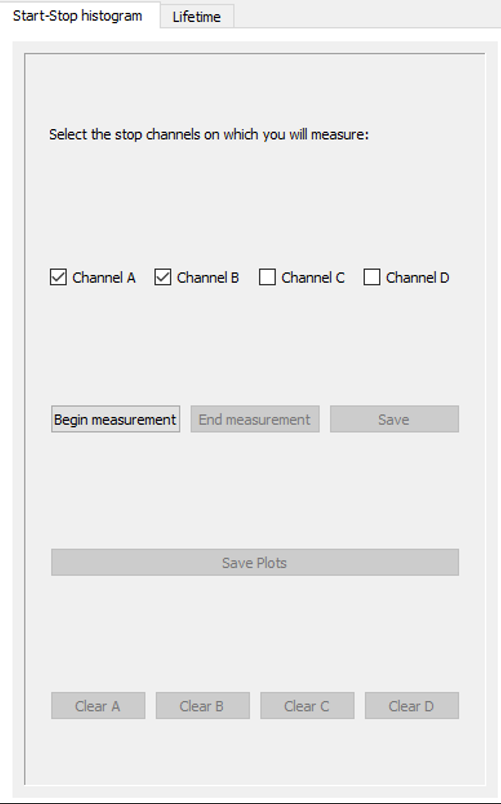 Start-Stop histogram Lifetime
Select the stop channels on which you will measure:
Channel A Channel B Channel C Channel D
Begin measurement End measurement Save
Save Plots
Clear A Clear B Clear C Clear D